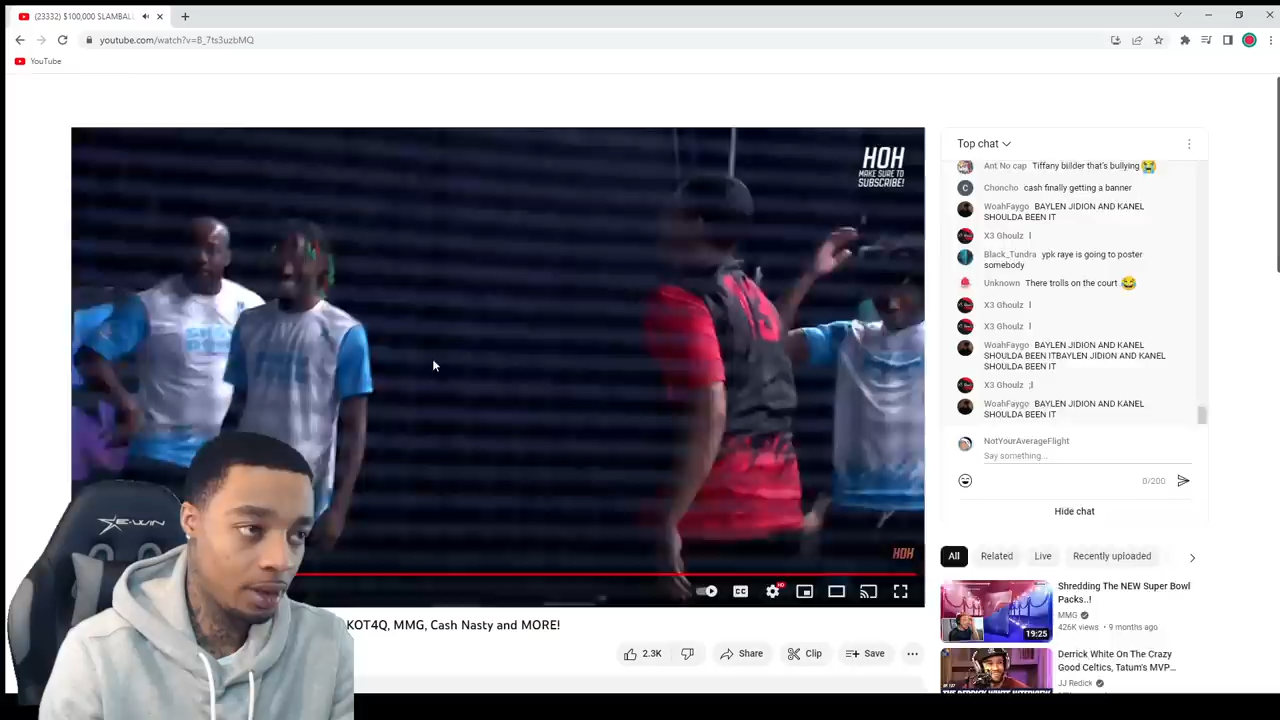 (23332) $100,000 SLAMBALL
youtube.com/watch?v=B_7ts3uzbMQ
YouTube
HOH
MAKE SURE TO
SUBSCRIBE!
HOH
E-WIN
KOT4Q, MMG, Cash Nasty and MORE!
2.3K
Share
Clip
Save
Top chat
Ant No cap Tiffany biilder that's bullying
C Choncho cash finally getting a banner
WoahFaygo BAYLEN JIDION AND KANEL
SHOULDA BEEN IT
X3 Ghoulz l
Black_Tundra ypk raye is going to poster
somebody
Unknown There trolls on the court
X3 Ghoulz l
X3 Ghoulz l
WoahFaygo BAYLEN JIDION AND KANEL
SHOULDA BEEN ITBAYLEN JIDION AND KANEL
SHOULDA BEEN IT
X3 Ghoulz ;l
WoahFaygo BAYLEN JIDION AND KANEL
SHOULDA BEEN IT
NotYourAverageFlight
Say something...
0/200
Hide chat
All Related Live Recently uploaded
Shredding The NEW Super Bowl
Packs..!
MMG
426K views • 9 months ago
19:25
Derrick White On The Crazy
Good Celtics, Tatum's MVP...
JJ Redick